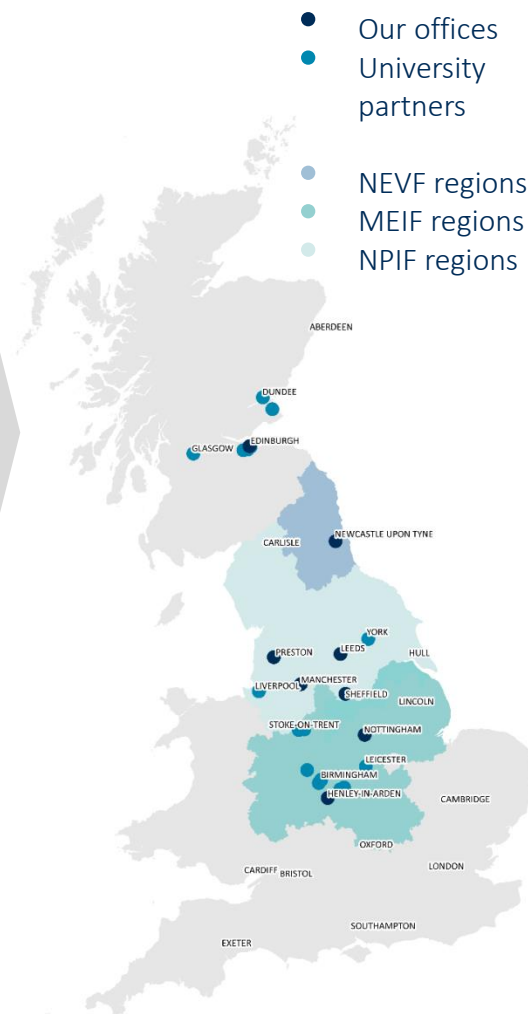 Our offices
University
partners
NEVF regions
MEIF regions
NPIF regions
ABERDEEN
DUNDEE
EDINBURGH
GLASGOW
NEWCASTLE UPON TYNE
CARLISLE
YORK
PRESTON
LEEDS
HULL
LIVERPOOL
MANCHESTER
SHEFFIELD
LINCOLN
STOKE-ON-TRENT
NOTTINGHAM
LEICESTER
BIRMINGHAM
HENLEY-IN-ARDEN
CAMBRIDGE
OXFORD
CARDIFF
BRISTOL
LONDON
SOUTHAMPTON
EXETER